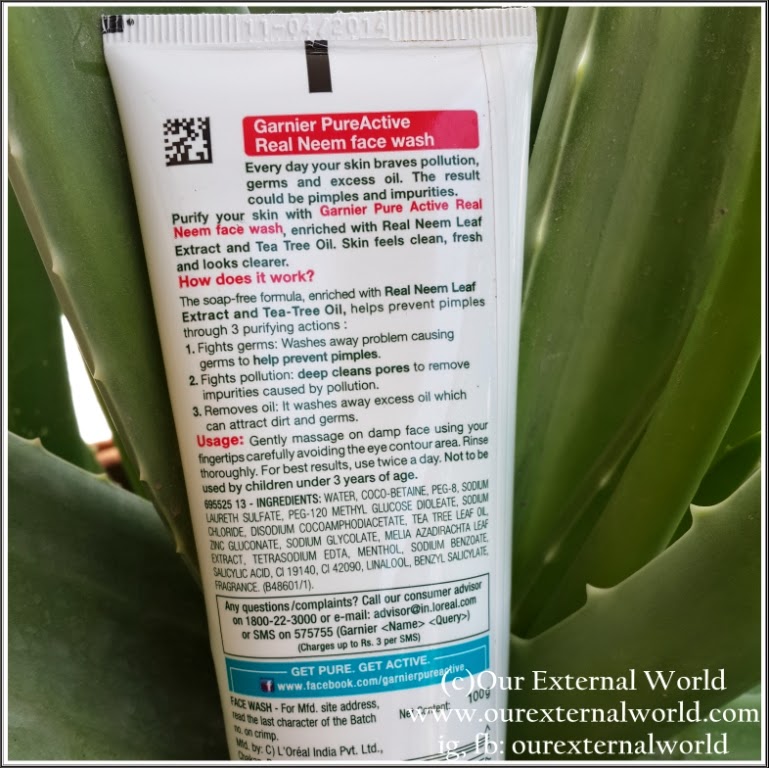 11-04/2014
Garnier PureActive
Real Neem face wash
Every day your skin braves pollution,
germs and excess oil. The result
could be pimples and impurities.
Purify your skin with Garnier Pure Active Real
Neem face wash, enriched with Real Neem Leaf
Extract and Tea Tree Oil. Skin feels clean, fresh
and looks clearer.
How does it work?
The soap-free formula, enriched with Real Neem Leaf
Extract and Tea-Tree Oil, helps prevent pimples
through 3 purifying actions :
1. Fights germs: Washes away problem causing
germs to help prevent pimples.
2. Fights pollution: deep cleans pores to remove
impurities caused by pollution.
3. Removes oil: It washes away excess oil which
can attract dirt and germs.
Usage: Gently massage on damp face using your
fingertips carefully avoiding the eye contour area. Rinse
thoroughly. For best results, use twice a day. Not to be
used by children under 3 years of age.
695525 13 - INGREDIENTS: WATER, COCO-BETAINE, PEG-8, SODIUM
LAURETH SULFATE, PEG-120 METHYL GLUCOSE DIOLEATE, SODIUM
CHLORIDE, DISODIUM COCOAMPHODIACETATE, TEA TREE LEAF OIL,
ZINC GLUCONATE, SODIUM GLYCOLATE, MELIA AZADIRACHTA LEAF
EXTRACT, TETRASODIUM EDTA, MENTHOL, SODIUM BENZOATE,
SALICYLIC ACID, CI 19140, CI 42090, LINALOOL, BENZYL SALICYLATE,
FRAGRANCE. (B48601/1).
Any questions/complaints? Call our consumer advisor
on 1800-22-3000 or e-mail: advisor@in.loreal.com
or SMS on 575755 (Garnier <Name> <Query>)
(Charges up to Rs. 3 per SMS)
GET PURE. GET ACTIVE.
www.facebook.com/garnierpureactive
FACE WASH - For Mfd. site address,
read the last character of the Batch
no. on crimp.
Mfd. by: C) L'Oréal India Pvt. Ltd.,
Net Content: 100g
(c)Our External World
www.ourexternalworld.com
ig, fb: ourexternalworld